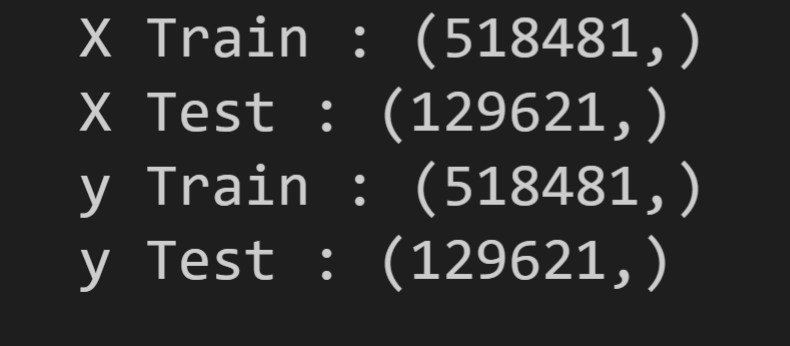 X Train : (518481,)
X Test : (129621,)
y Train : (518481,)
y Test : (129621,)